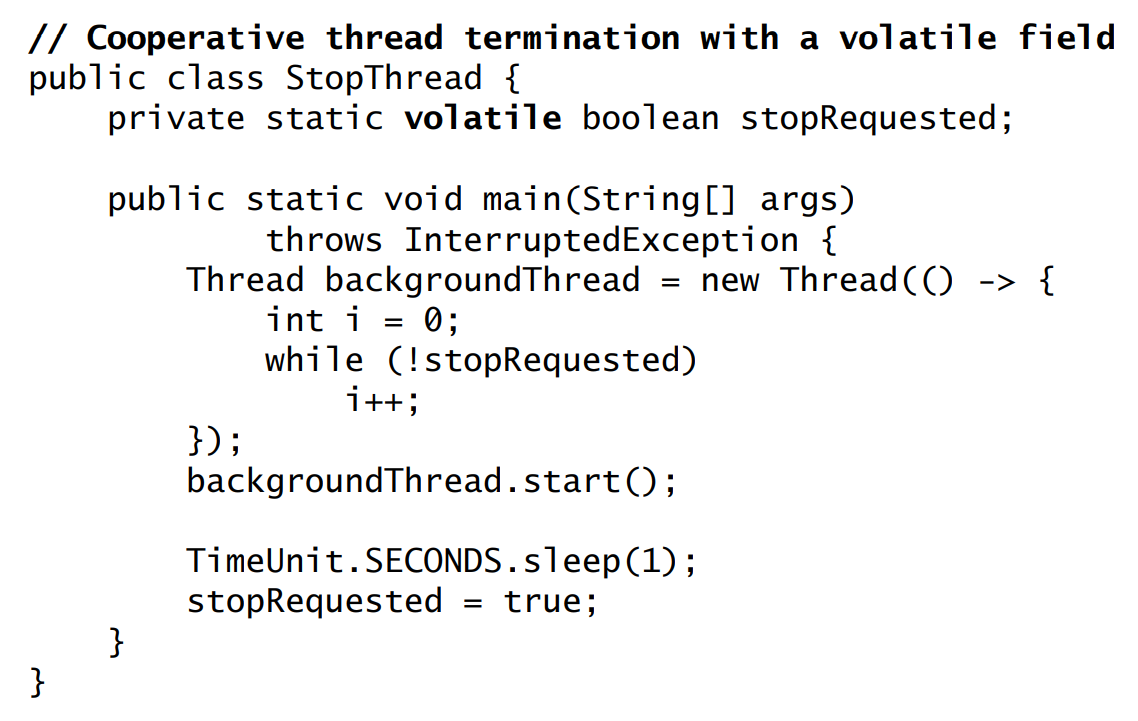 // Cooperative thread termination with a volatile field
public class StopThread {
    private static volatile boolean stopRequested;

    public static void main(String[] args)
            throws InterruptedException {
        Thread backgroundThread = new Thread(() -> {
            int i = 0;
            while (!stopRequested)
                i++;
        });
        backgroundThread.start();

        TimeUnit.SECONDS.sleep(1);
        stopRequested = true;
    }
}